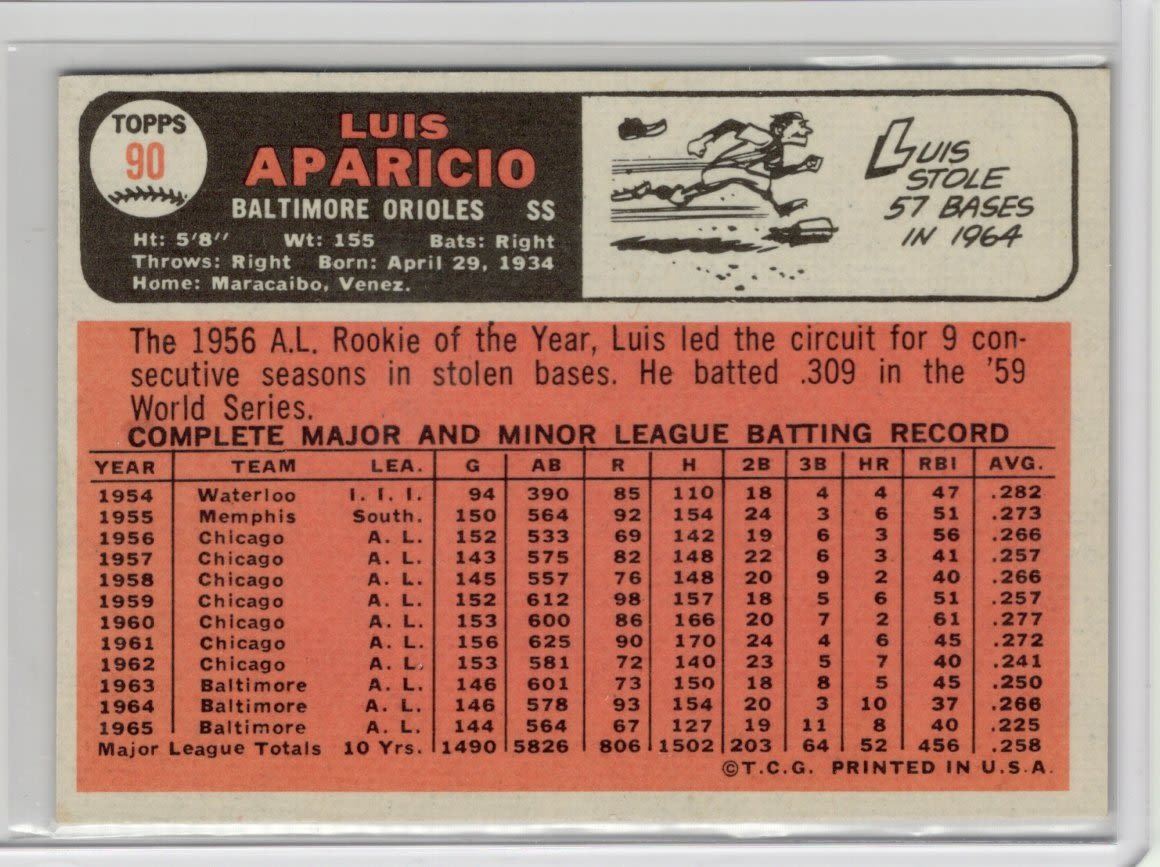 TOPPS
90
LUIS
APARICIO
BALTIMORE ORIOLES SS
Ht: 5'8" Wt: 155 Bats: Right
Throws: Right Born: April 29, 1934
Home: Maracaibo, Venez.
LUIS
STOLE
57 BASES
IN 1964
The 1956 A.L. Rookie of the Year, Luis led the circuit for 9 con-
secutive seasons in stolen bases. He batted .309 in the '59
World Series.
COMPLETE MAJOR AND MINOR LEAGUE BATTING RECORD
YEAR TEAM LEA. G AB R H 2B 3B HR RBI AVG.
1954 Waterloo I. I. I. 94 390 85 110 18 4 4 47 .282
1955 Memphis South. 150 564 92 154 24 3 6 51 .273
1956 Chicago A. L. 152 533 69 142 19 6 3 56 .266
1957 Chicago A. L. 143 575 82 148 22 6 3 41 .257
1958 Chicago A. L. 145 557 76 148 20 9 2 40 .266
1959 Chicago A. L. 152 612 98 157 18 5 6 51 .257
1960 Chicago A. L. 153 600 86 166 20 7 2 61 .277
1961 Chicago A. L. 156 625 90 170 24 4 6 45 .272
1962 Chicago A. L. 153 581 72 140 23 5 7 40 .241
1963 Baltimore A. L. 146 601 73 150 18 8 5 45 .250
1964 Baltimore A. L. 146 578 93 154 20 3 10 37 .266
1965 Baltimore A. L. 144 564 67 127 19 11 8 40 .225
Major League Totals 10 Yrs. 1490 5826 806 1502 203 64 52 456 .258
©T.C.G. PRINTED IN U.S.A.